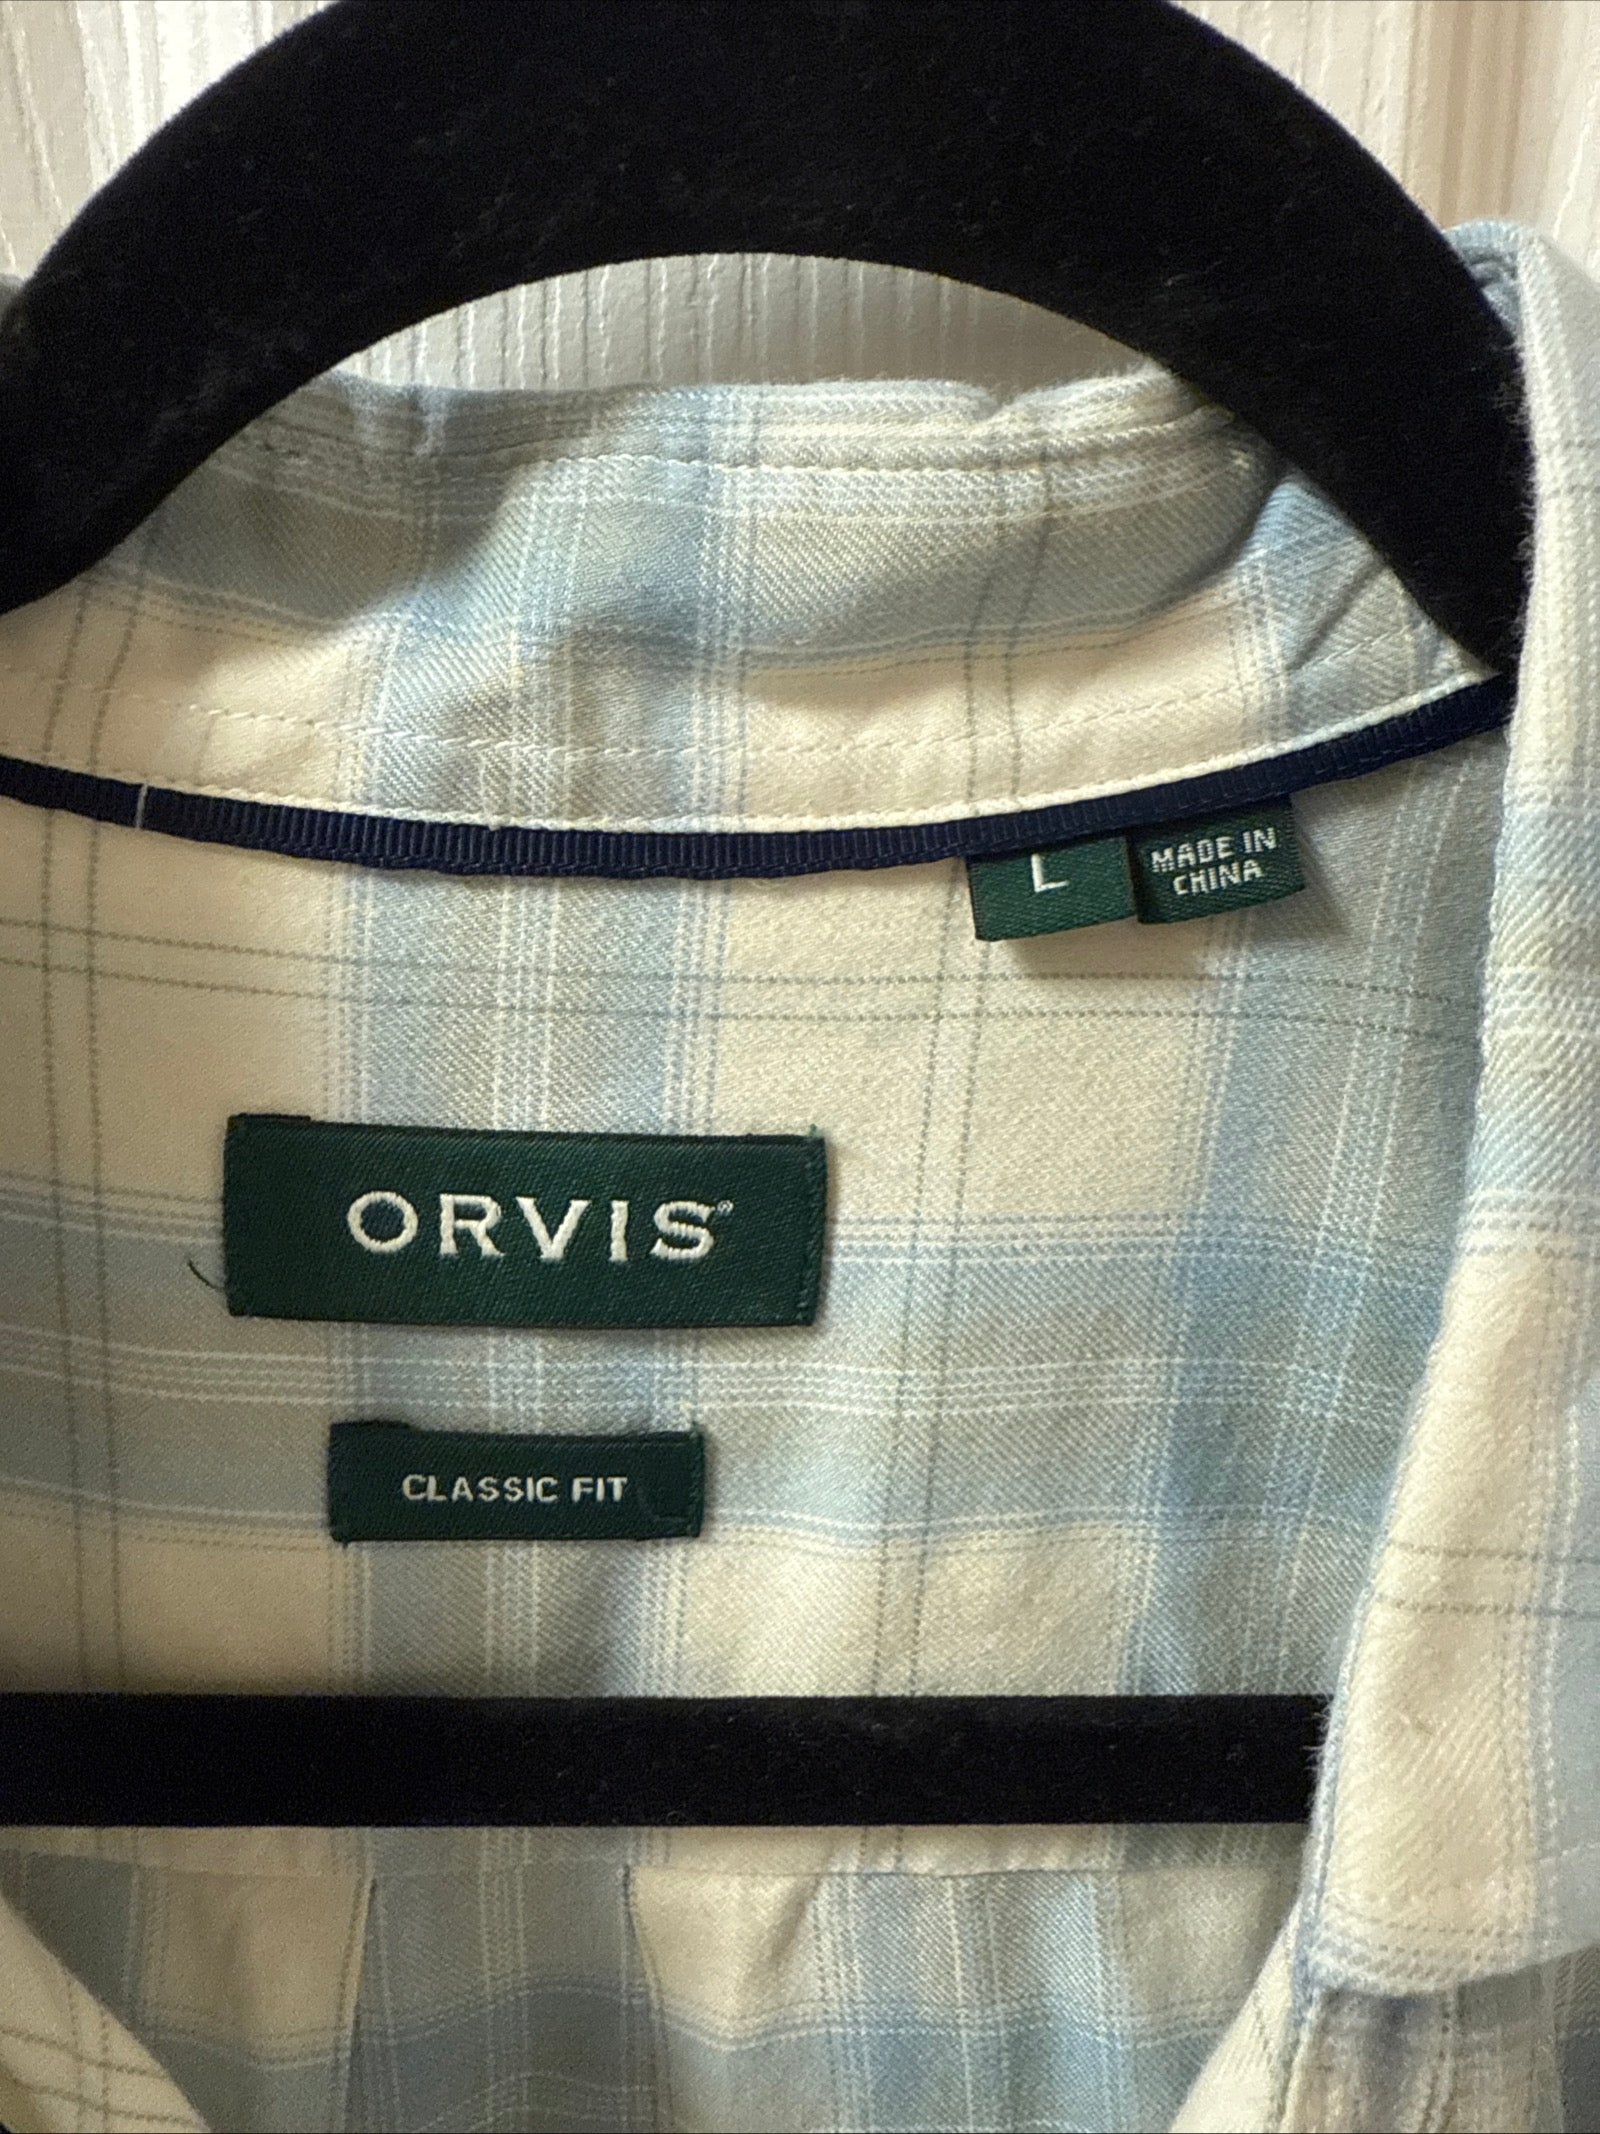 L
MADE IN
CHINA
ORVIS®
CLASSIC FIT